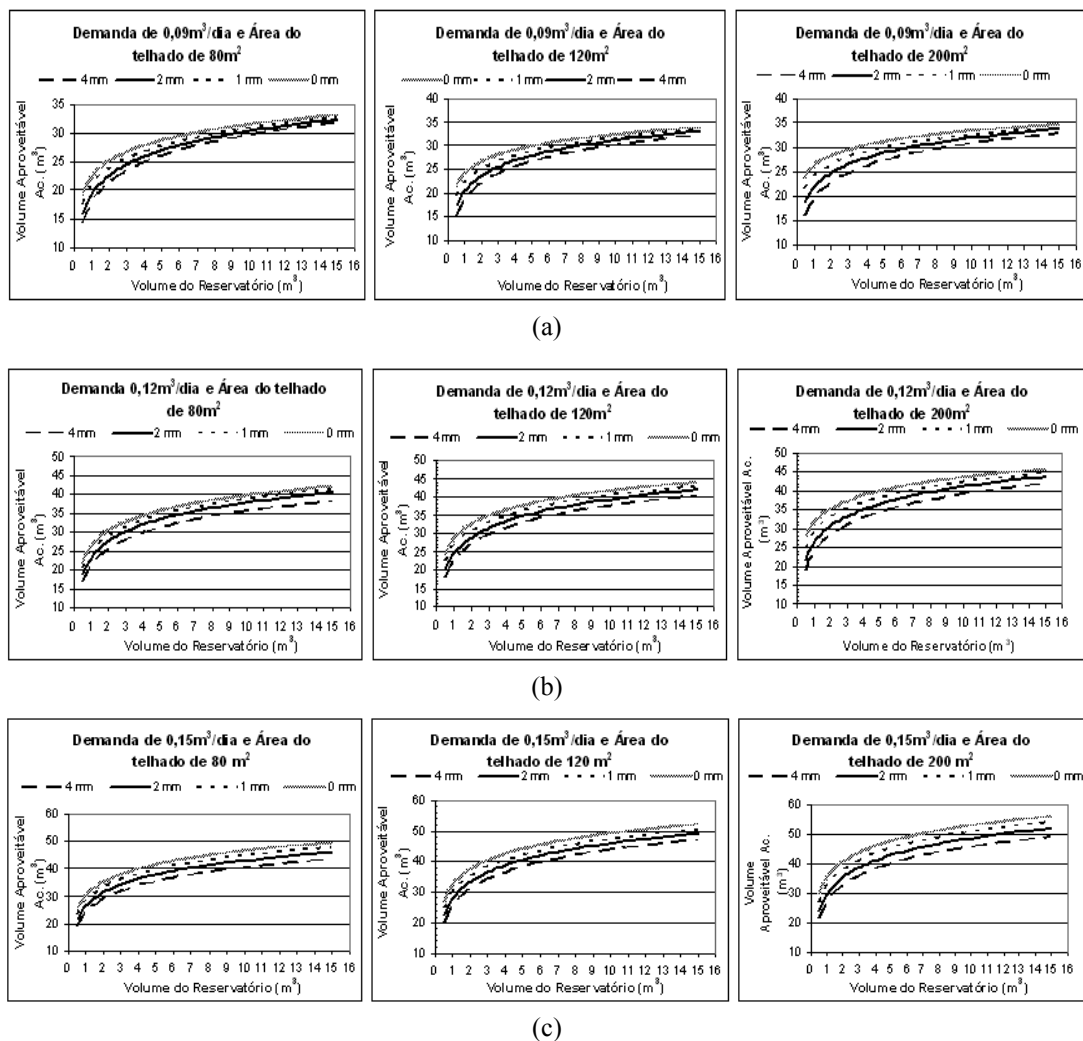 Demanda de 0,09m³/dia e Área do
telhado de 80m²
4 mm 2 mm 1 mm 0 mm
Volume Aproveitável
Ac. (m³)
35
30
25
20
15
10
0 1 2 3 4 5 6 7 8 9 10 11 12 13 14 15 16
Volume do Reservatório (m³)
Demanda de 0,09m³/dia e Área do
telhado de 120m²
0 mm 1 mm 2 mm 4 mm
Volume Aproveitável
Ac. (m³)
40
35
30
25
20
15
10
0 1 2 3 4 5 6 7 8 9 10 11 12 13 14 15 16
Volume do Reservatório (m³)
Demanda de 0,09m³/dia e Área do
telhado de 200m²
4 mm 2 mm 1 mm 0 mm
Volume Aproveitável
Ac. (m³)
40
35
30
25
20
15
10
0 1 2 3 4 5 6 7 8 9 10 11 12 13 14 15 16
Volume do Reservatório (m³)
(a)
Demanda 0,12m³/dia e Área do telhado
de 80m²
4 mm 2 mm 1 mm 0 mm
Volume Aproveitável
Ac. (m³)
50
45
40
35
30
25
20
15
10
0 1 2 3 4 5 6 7 8 9 10 11 12 13 14 15 16
Volume do Reservatório (m³)
Demanda de 0,12m³/dia e Área do
telhado de 120m²
4 mm 2 mm 1 mm 0 mm
Volume Aproveitável
Ac. (m³)
50
45
40
35
30
25
20
15
10
0 1 2 3 4 5 6 7 8 9 10 11 12 13 14 15 16
Volume do Reservatório (m³)
Demanda de 0,12m³/dia e Área do
telhado de 200m²
4 mm 2 mm 1 mm 0 mm
Volume Aproveitável Ac.
(m³)
50
45
40
35
30
25
20
15
10
0 1 2 3 4 5 6 7 8 9 10 11 12 13 14 15 16
Volume do Reservatório (m³)
(b)
Demanda de 0,15m³/dia e Área do
telhado de 80 m²
4 mm 2 mm 1 mm 0 mm
Volume Aproveitável
Ac. (m³)
60
50
40
30
20
10
0 1 2 3 4 5 6 7 8 9 10 11 12 13 14 15 16
Volume do Reservatório (m³)
Demanda de 0,15m³/dia e Área do
telhado de 120 m²
4 mm 2 mm 1 mm 0 mm
Volume Aproveitável
Ac. (m³)
60
50
40
30
20
10
0 1 2 3 4 5 6 7 8 9 10 11 12 13 14 15 16
Volume do Reservatório (m³)
Demanda de 0,15m³/dia e Área do
telhado de 200 m²
4 mm 2 mm 1 mm 0 mm
Volume
Aproveitável Ac.
(m³)
60
50
40
30
20
10
0 1 2 3 4 5 6 7 8 9 10 11 12 13 14 15 16
Volume do Reservatório (m³)
(c)